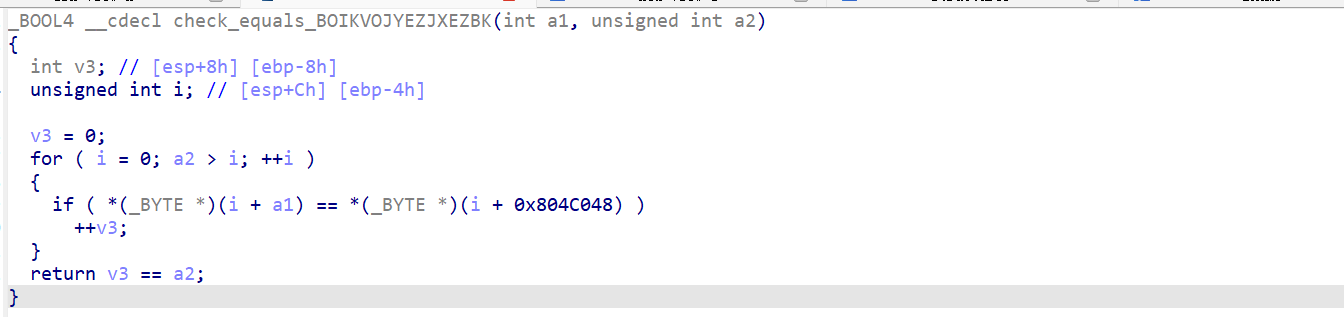 _BOOL4 __cdecl check_equals_BOIKVOJYEZJXEZBK(int a1, unsigned int a2)
{
  int v3; // [esp+8h] [ebp-8h]
  unsigned int i; // [esp+Ch] [ebp-4h]

  v3 = 0;
  for ( i = 0; a2 > i; ++i )
  {
    if ( *(_BYTE *)(i + a1) == *(_BYTE *)(i + 0x804C048) )
      ++v3;
  }
  return v3 == a2;
}